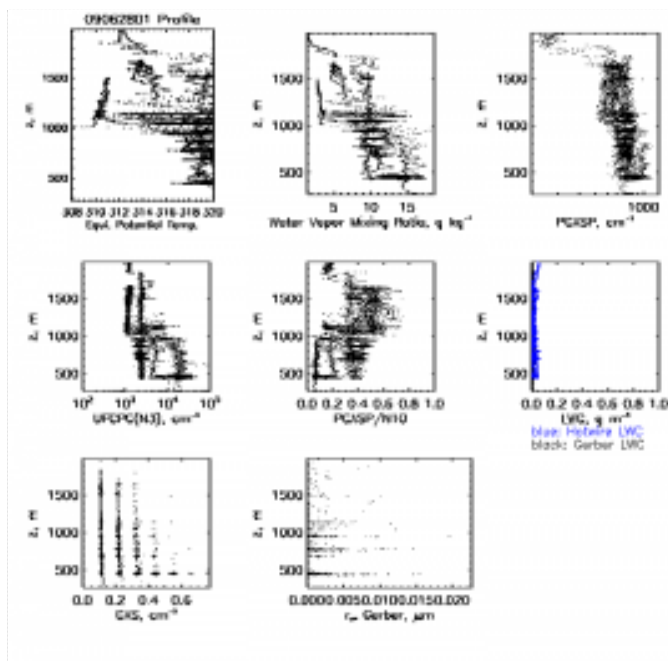 09062801 Profile
1500
1000
500
z, m
308 310 312 314 316 318 320
Equi. Potential Temp.
1500
1000
500
z, m
5 10 15
Water Vapor Mixing Ratio, g kg⁻¹
1500
1000
500
z, m
1000
PCASP, cm⁻³
1500
1000
500
z, m
10² 10³ 10⁴ 10⁵
UFCPC(N3), cm⁻³
1500
1000
500
z, m
0.0 0.2 0.4 0.6 0.8 1.0
PCASP/N10
1500
1000
500
z, m
0.0 0.2 0.4 0.6 0.8 1.0
LWC, g m⁻³
blue: Hotwire LWC
black: Gerber LWC
1500
1000
500
z, m
0.0 0.2 0.4 0.6
CAS, cm⁻³
1500
1000
500
z, m
0.0000.0050.0100.0150.020
Gerber, μm